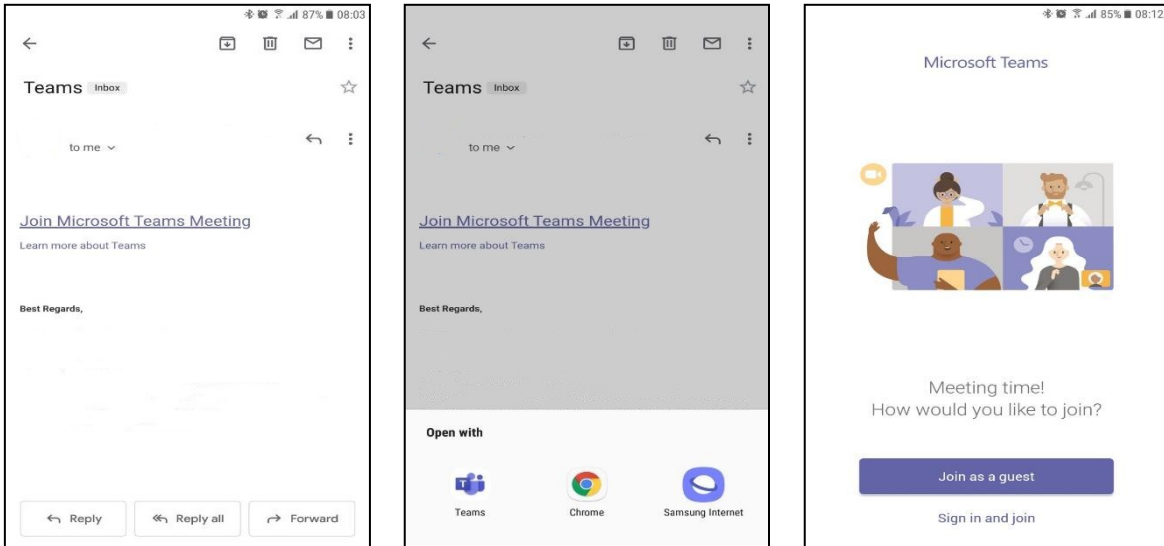 87% 08:03
Teams Inbox
to me
Join Microsoft Teams Meeting
Learn more about Teams
Best Regards,
Reply Reply all Forward
Teams Inbox
to me
Join Microsoft Teams Meeting
Learn more about Teams
Best Regards,
Open with
Teams Chrome Samsung Internet
85% 08:12
Microsoft Teams
Meeting time!
How would you like to join?
Join as a guest
Sign in and join